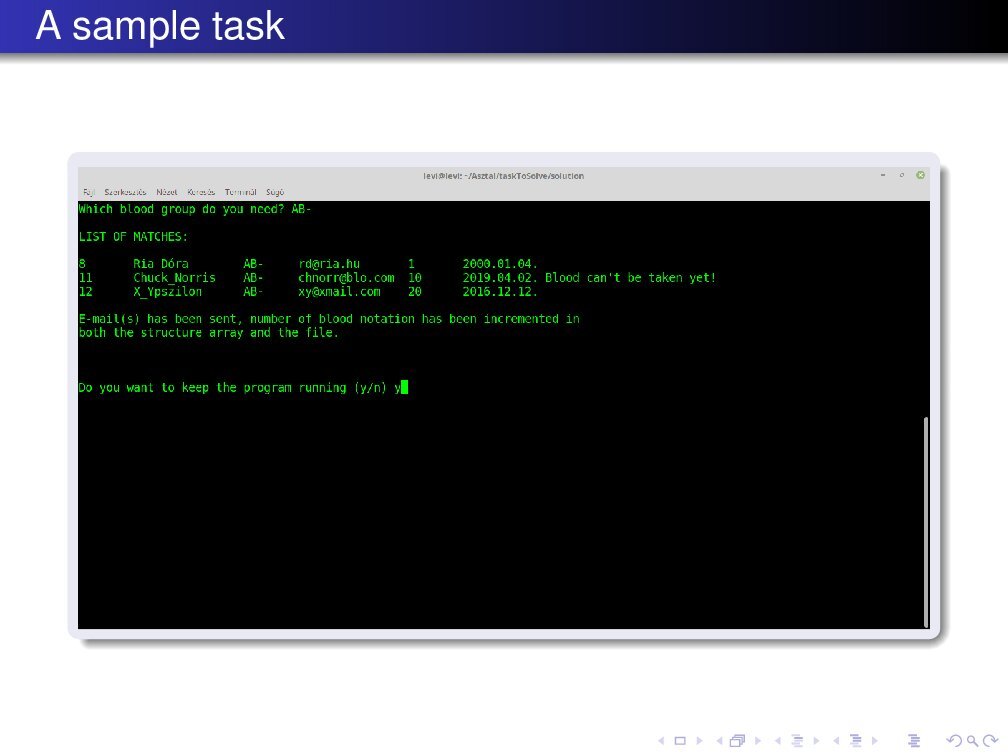 A sample task
levi@levi: ~/Asztal/taskToSolve/solution
Fájl Szerkesztés Nézet Keresés Terminál Súgó
Which blood group do you need? AB-
LIST OF MATCHES:
8 Ria Dóra AB- rd@ria.hu 1 2000.01.04.
11 Chuck_Norris AB- chnorr@blo.com 10 2019.04.02. Blood can't be taken yet!
12 X_Ypszilon AB- xy@xmail.com 20 2016.12.12.
E-mail(s) has been sent, number of blood notation has been incremented in
both the structure array and the file.
Do you want to keep the program running (y/n) y